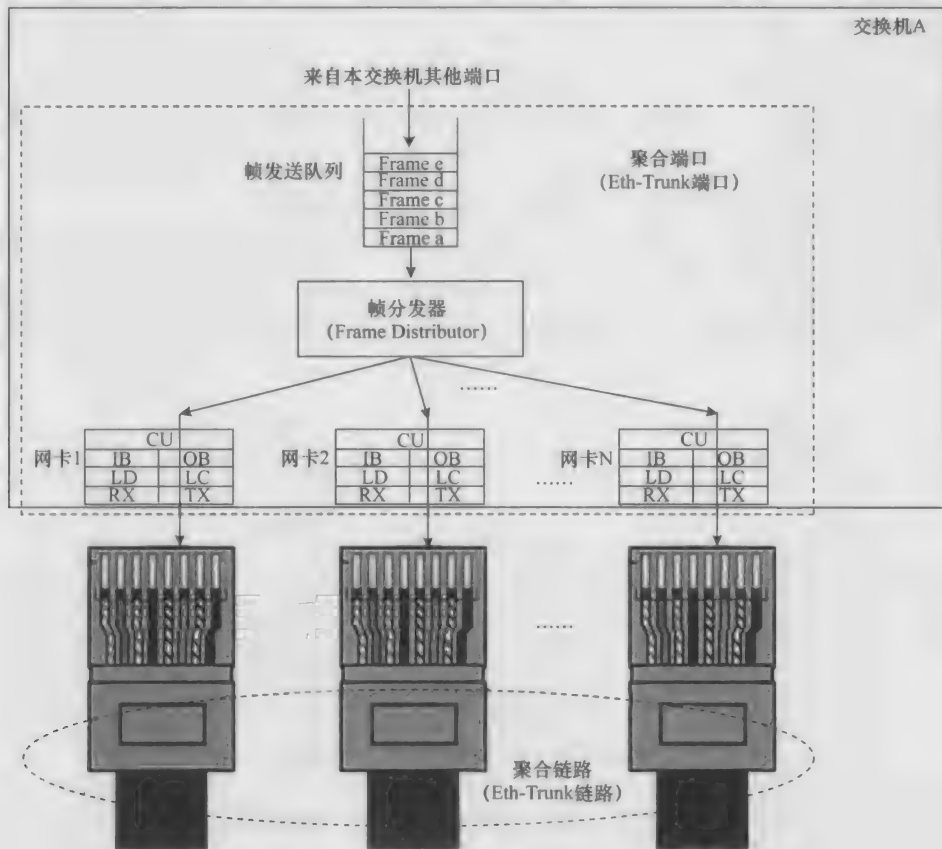 交换机A
来自本交换机其他端口
帧发送队列
Frame e
Frame d
Frame c
Frame b
Frame a
聚合端口
(Eth-Trunk端口)
帧分发器
(Frame Distributor)
......
网卡1
CU
IB OB
LD LC
RX TX
网卡2
CU
IB OB
LD LC
RX TX
......
网卡N
CU
IB OB
LD LC
RX TX
......
聚合链路
(Eth-Trunk链路)